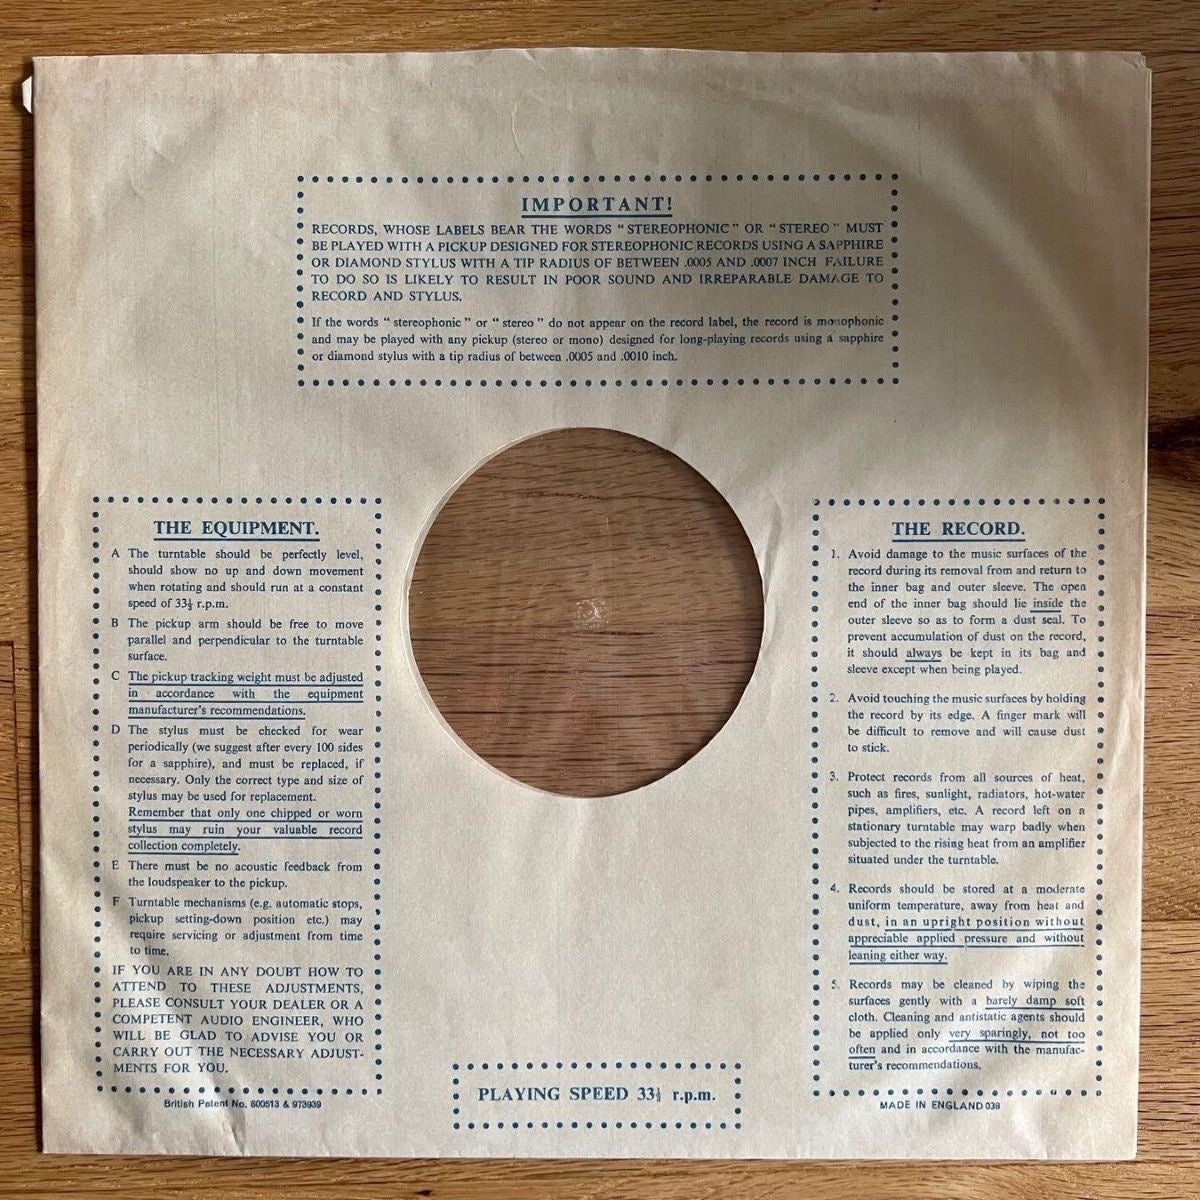 IMPORTANT!
RECORDS, WHOSE LABELS BEAR THE WORDS “ STEREOPHONIC ” OR “ STEREO ” MUST
BE PLAYED WITH A PICKUP DESIGNED FOR STEREOPHONIC RECORDS USING A SAPPHIRE
OR DIAMOND STYLUS WITH A TIP RADIUS OF BETWEEN .0005 AND .0007 INCH FAILURE
TO DO SO IS LIKELY TO RESULT IN POOR SOUND AND IRREPARABLE DAMAGE TO
RECORD AND STYLUS.
If the words “ stereophonic ” or “ stereo ” do not appear on the record label, the record is monophonic
and may be played with any pickup (stereo or mono) designed for long-playing records using a sapphire
or diamond stylus with a tip radius of between .0005 and .0010 inch.
THE EQUIPMENT.
A The turntable should be perfectly level,
should show no up and down movement
when rotating and should run at a constant
speed of 33⅓ r.p.m.
B The pickup arm should be free to move
parallel and perpendicular to the turntable
surface.
C The pickup tracking weight must be adjusted
in accordance with the equipment
manufacturer's recommendations.
D The stylus must be checked for wear
periodically (we suggest after every 100 sides
for a sapphire), and must be replaced, if
necessary. Only the correct type and size of
stylus may be used for replacement.
Remember that only one chipped or worn
stylus may ruin your valuable record
collection completely.
E There must be no acoustic feedback from
the loudspeaker to the pickup.
F Turntable mechanisms (e.g. automatic stops,
pickup setting-down position etc.) may
require servicing or adjustment from time
to time.
IF YOU ARE IN ANY DOUBT HOW TO
ATTEND TO THESE ADJUSTMENTS,
PLEASE CONSULT YOUR DEALER OR A
COMPETENT AUDIO ENGINEER, WHO
WILL BE GLAD TO ADVISE YOU OR
CARRY OUT THE NECESSARY ADJUST-
MENTS FOR YOU.
British Patent No. 800513 & 973939
THE RECORD.
1. Avoid damage to the music surfaces of the
record during its removal from and return to
the inner bag and outer sleeve. The open
end of the inner bag should lie inside the
outer sleeve so as to form a dust seal. To
prevent accumulation of dust on the record,
it should always be kept in its bag and
sleeve except when being played.
2. Avoid touching the music surfaces by holding
the record by its edge. A finger mark will
be difficult to remove and will cause dust
to stick.
3. Protect records from all sources of heat,
such as fires, sunlight, radiators, hot-water
pipes, amplifiers, etc. A record left on a
stationary turntable may warp badly when
subjected to the rising heat from an amplifier
situated under the turntable.
4. Records should be stored at a moderate
uniform temperature, away from heat and
dust, in an upright position without
appreciable applied pressure and without
leaning either way.
5. Records may be cleaned by wiping the
surfaces gently with a barely damp soft
cloth. Cleaning and antistatic agents should
be applied only very sparingly, not too
often and in accordance with the manufac-
turer's recommendations.
MADE IN ENGLAND 038
PLAYING SPEED 33⅓ r.p.m.